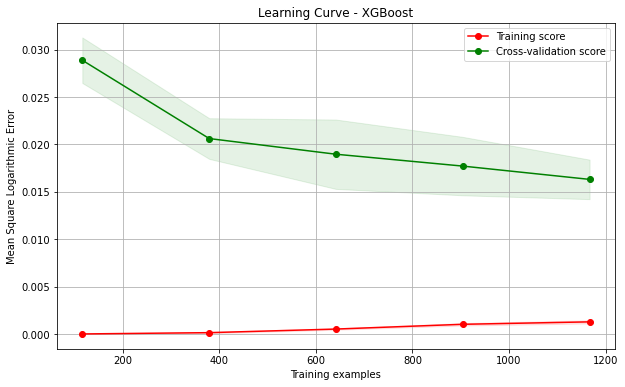 Learning Curve - XGBoost
Training score
Cross-validation score
Mean Square Logarithmic Error
0.030
0.025
0.020
0.015
0.010
0.005
0.000
200
400
600
800
1000
1200
Training examples